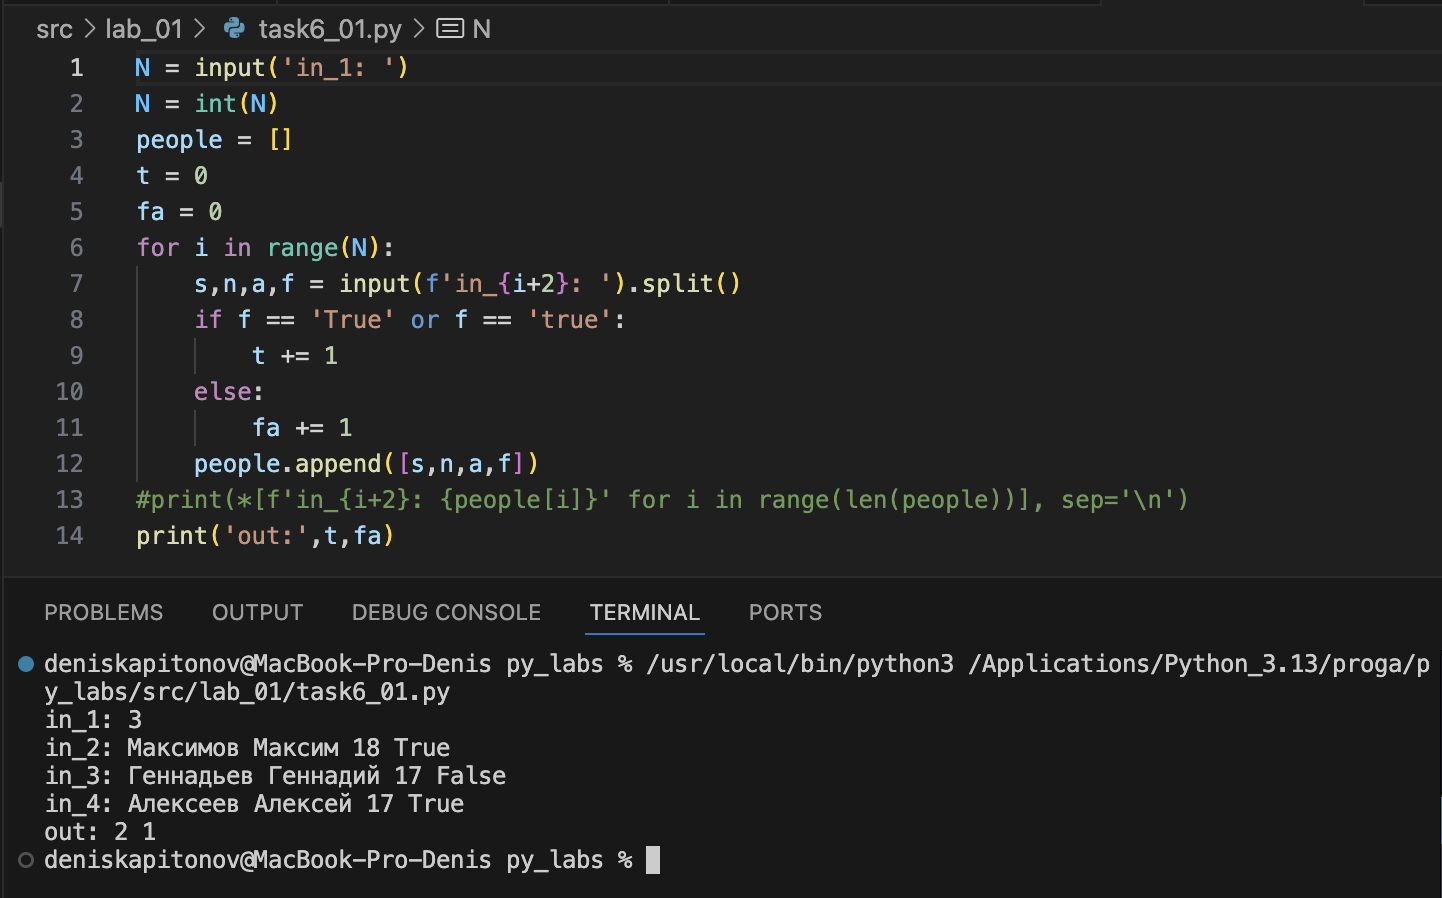 src > lab_01 > task6_01.py > N
1 N = input('in_1: ')
2 N = int(N)
3 people = []
4 t = 0
5 fa = 0
6 for i in range(N):
7     s,n,a,f = input(f'in_{i+2}: ').split()
8     if f == 'True' or f == 'true':
9         t += 1
10     else:
11         fa += 1
12     people.append([s,n,a,f])
13 #print(*[f'in_{i+2}: {people[i]}' for i in range(len(people))], sep='\n')
14 print('out:',t,fa)
PROBLEMS OUTPUT DEBUG CONSOLE TERMINAL PORTS
deniskapitonov@MacBook-Pro-Denis py_labs % /usr/local/bin/python3 /Applications/Python_3.13/proga/p
y_labs/src/lab_01/task6_01.py
in_1: 3
in_2: Максимов Максим 18 True
in_3: Геннадьев Геннадий 17 False
in_4: Алексеев Алексей 17 True
out: 2 1
deniskapitonov@MacBook-Pro-Denis py_labs %